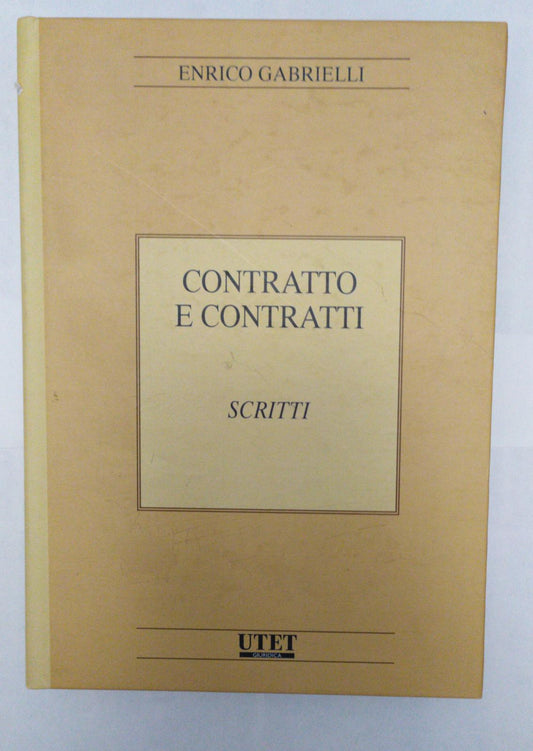 ENRICO GABRIELLI
CONTRATTO
E CONTRATTI
SCRITTI
UTET
GIURIDICA